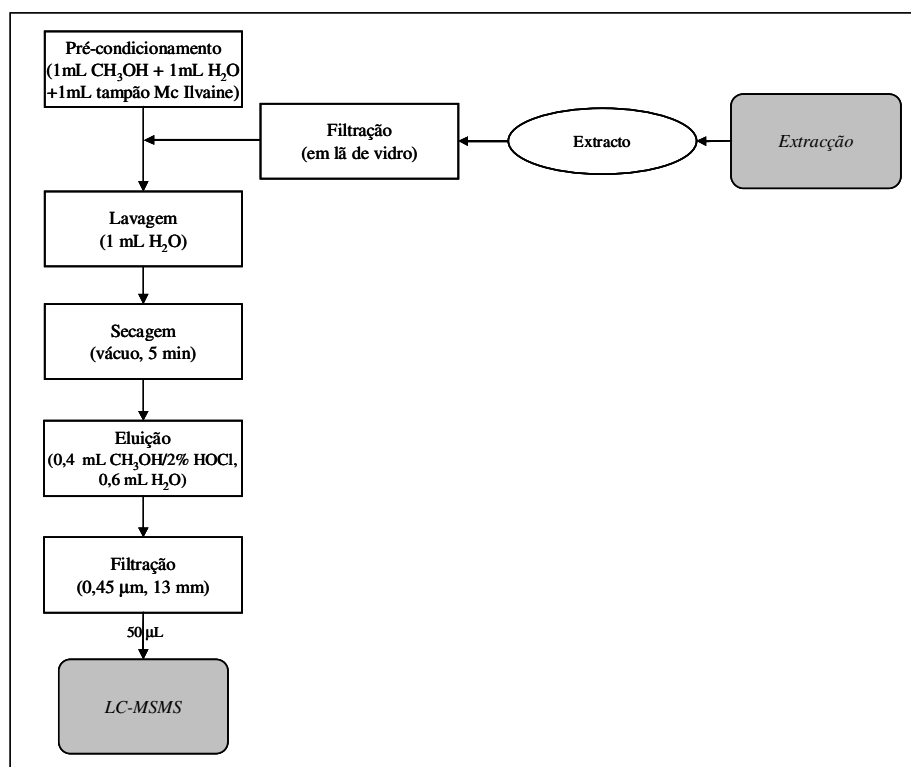 Pré-condicionamento
(1mL CH₃OH + 1mL H₂O
+1mL tampão Mc Ilvaine)
Filtração
(em lã de vidro)
Extracto
Extracção
Lavagem
(1 mL H₂O)
Secagem
(vácuo, 5 min)
Eluição
(0,4 mL CH₃OH/2% HOCl,
0,6 mL H₂O)
Filtração
(0,45 μm, 13 mm)
50 μL
LC-MSMS